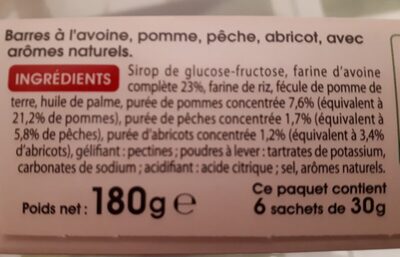 Barres à l'avoine, pomme, pêche, abricot, avec
arômes naturels.
INGRÉDIENTS Sirop de glucose-fructose, farine d'avoine
complète 23%, farine de riz, fécule de pomme de
terre, huile de palme, purée de pommes concentrée 7,6% (équivalent à
21,2% de pommes), purée de pêches concentrée 1,7% (équivalent à
5,8% de pêches), purée d'abricots concentrée 1,2% (équivalent à 3,4%
d'abricots), gélifiant : pectines ; poudres à lever : tartrates de potassium,
carbonates de sodium ; acidifiant : acide citrique ; sel, arômes naturels.
Poids net : 180g ℮
Ce paquet contient
6 sachets de 30g